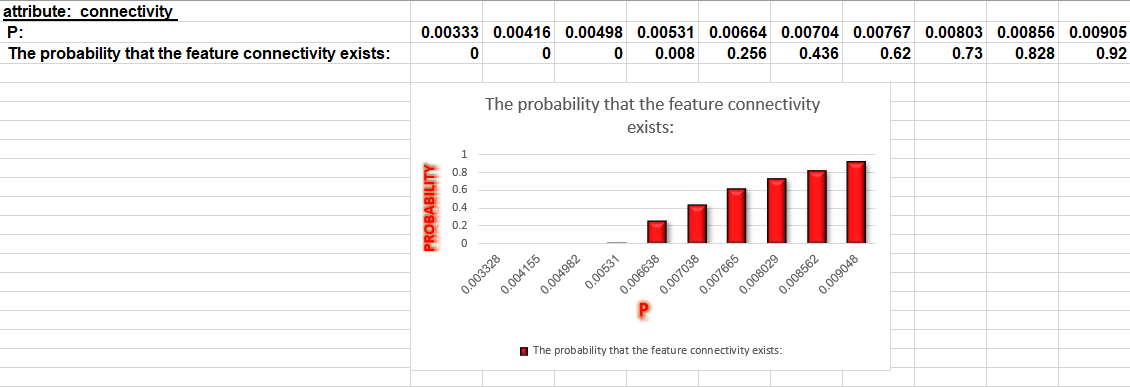 attribute: connectivity
P: 0.00333 0.00416 0.00498 0.00531 0.00664 0.00704 0.00767 0.00803 0.00856 0.00905
The probability that the feature connectivity exists: 0 0 0 0.008 0.256 0.436 0.62 0.73 0.828 0.92
The probability that the feature connectivity
exists:
PROBABILITY
1
0.8
0.6
0.4
0.2
0
0.003328 0.004155 0.004982 0.00531 0.006638 0.007038 0.007665 0.008029 0.008562 0.009048
P
The probability that the feature connectivity exists: